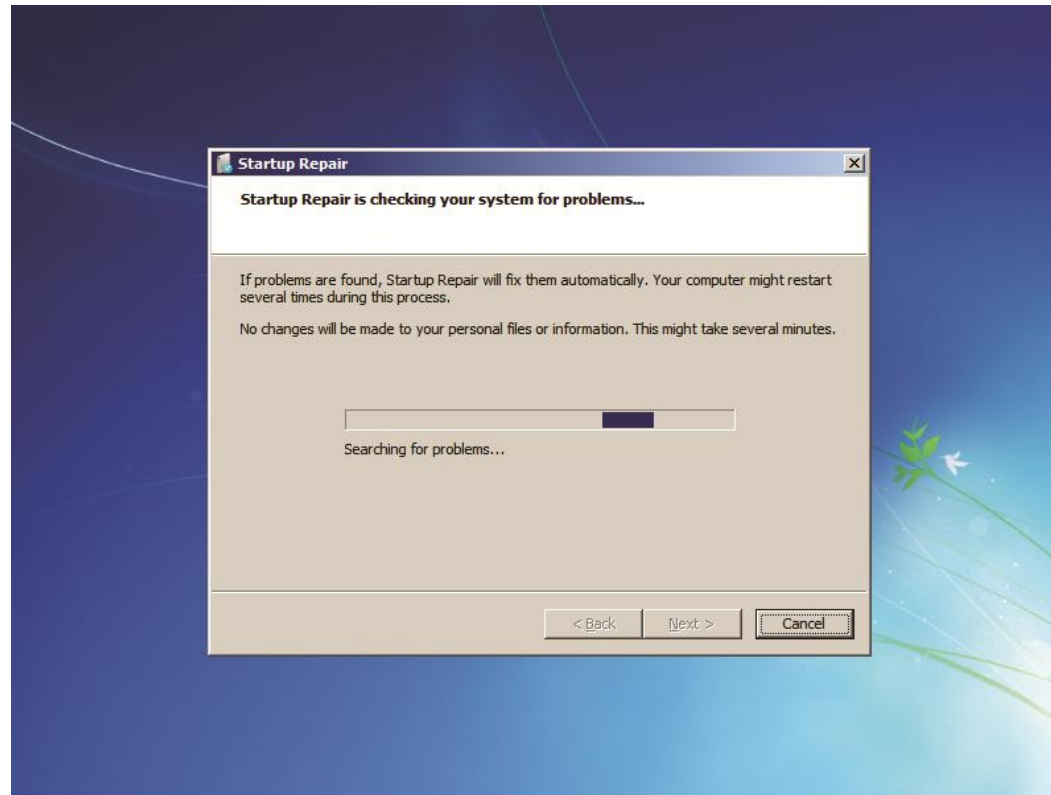 Startup Repair
Startup Repair is checking your system for problems...
If problems are found, Startup Repair will fix them automatically. Your computer might restart
several times during this process.
No changes will be made to your personal files or information. This might take several minutes.
Searching for problems...
< Back Next > Cancel